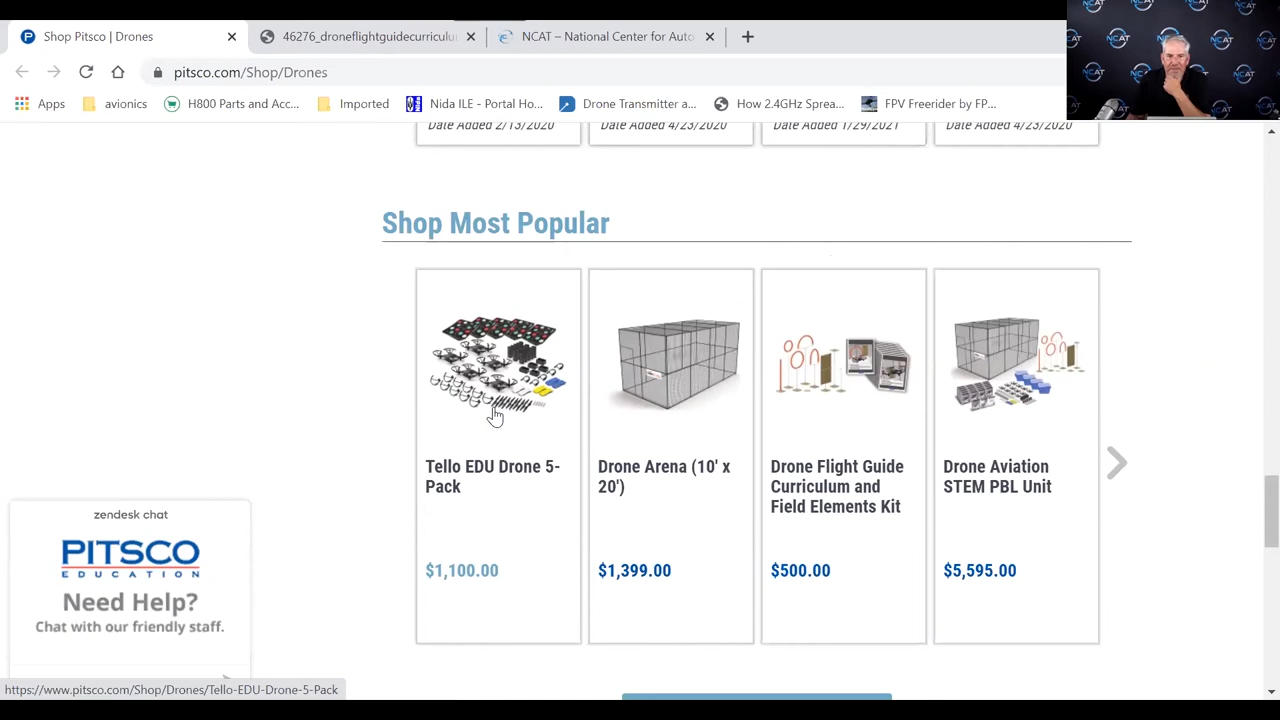 Shop Pitsco | Drones
46276_droneflightguidecurriculu
NCAT – National Center for Auto
pitsco.com/Shop/Drones
Apps
avionics
H800 Parts and Acc...
Imported
Nida ILE - Portal Ho...
Drone Transmitter a...
How 2.4GHz Sprea...
FPV Freerider by FP...
NCAT
NCAT
NCAT
Date Added 2/13/2020
Date Added 4/23/2020
Date Added 1/29/2021
Date Added 4/23/2020
Shop Most Popular
Tello EDU Drone 5-
Pack
$1,100.00
Drone Arena (10' x
20')
$1,399.00
Drone Flight Guide
Curriculum and
Field Elements Kit
$500.00
Drone Aviation
STEM PBL Unit
$5,595.00
zendesk chat
PITSCO
EDUCATION
Need Help?
Chat with our friendly staff.
https://www.pitsco.com/Shop/Drones/Tello-EDU-Drone-5-Pack